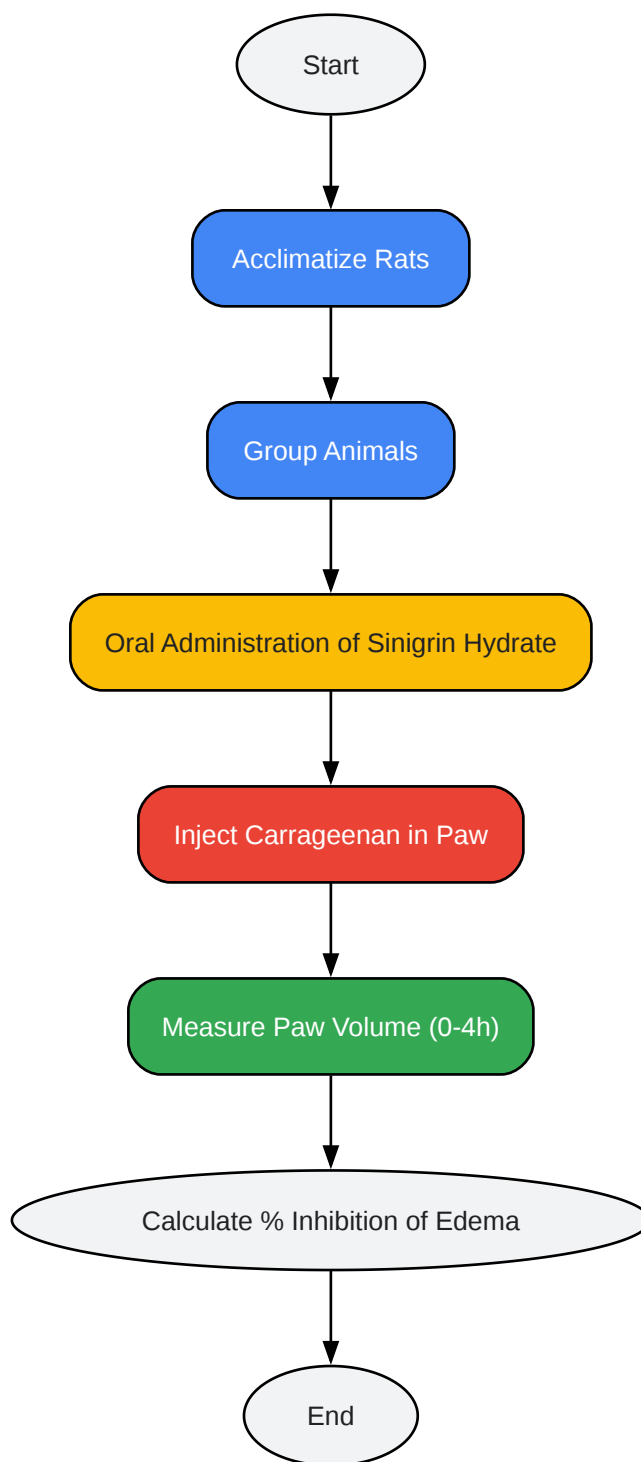 Start
Acclimatize Rats
Group Animals
Oral Administration of Sinigrin Hydrate
Inject Carrageenan in Paw
Measure Paw Volume (0-4h)
Calculate % Inhibition of Edema
End